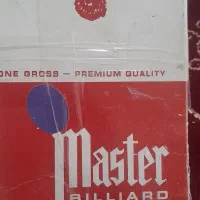 ONE GROSS – PREMIUM QUALITY
Master
BILLIARD